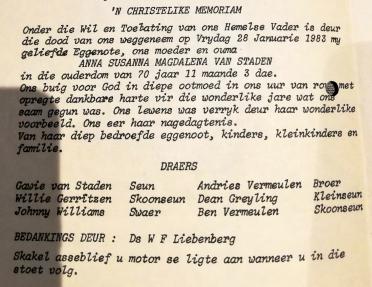 'N CHRISTELIKE MEMORIAM
Onder die Wil en Toelating van ons Hemelse Vader is deur
die dood van ons weggeneem op Vrydag 28 Januarie 1983 my
geliefde Eggenote, ons moeder en ouma
ANNA SUSANNA MAGDALENA VAN STADEN
in die ouderdom van 70 jaar 11 maande 3 dae.
Ons buig voor God in diepe ootmoed in ons uur van rou met
opregte dankbare harte vir die wonderlike jare wat ons
saam gegun was. Ons lewens was verryk deur haar wonderlike
voorbeeld. Ons eer haar nagedagtenis.
Van haar diep bedroefde eggenoot, kinders, kleinkinders en
familie.
DRAERS
Gawie van Staden Seun Andries Vermeulen Broer
Willie Gerritzen Skoonseun Dean Greyling Kleinseun
Johnny Williams Swaer Ben Vermeulen Skoonseun
BEDANKINGS DEUR : Ds W F Liebenberg
Skakel asseblief u motor se ligte aan wanneer u in die
stoet volg.